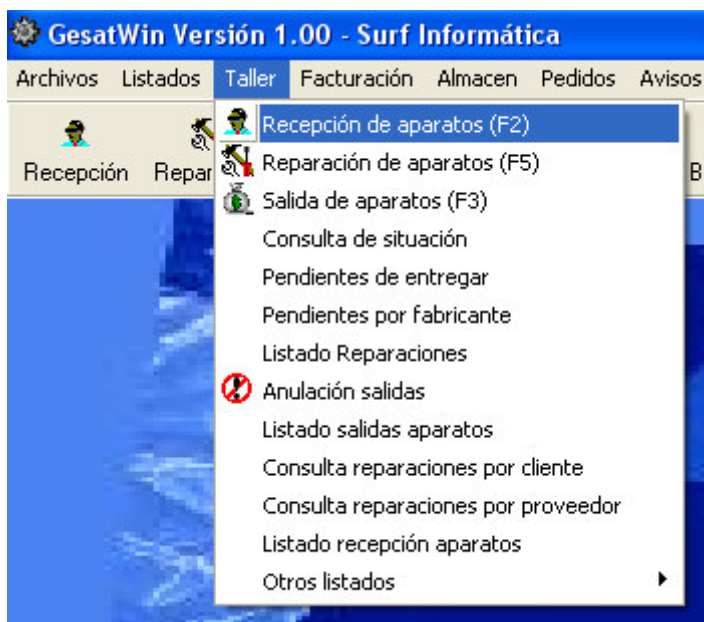 GesatWin Versión 1.00 - Surf Informática
Archivos Listados Taller Facturación Almacen Pedidos Avisos
Recepción Repar B
Recepción de aparatos (F2)
Reparación de aparatos (F5)
Salida de aparatos (F3)
Consulta de situación
Pendientes de entregar
Pendientes por fabricante
Listado Reparaciones
Anulación salidas
Listado salidas aparatos
Consulta reparaciones por cliente
Consulta reparaciones por proveedor
Listado recepción aparatos
Otros listados